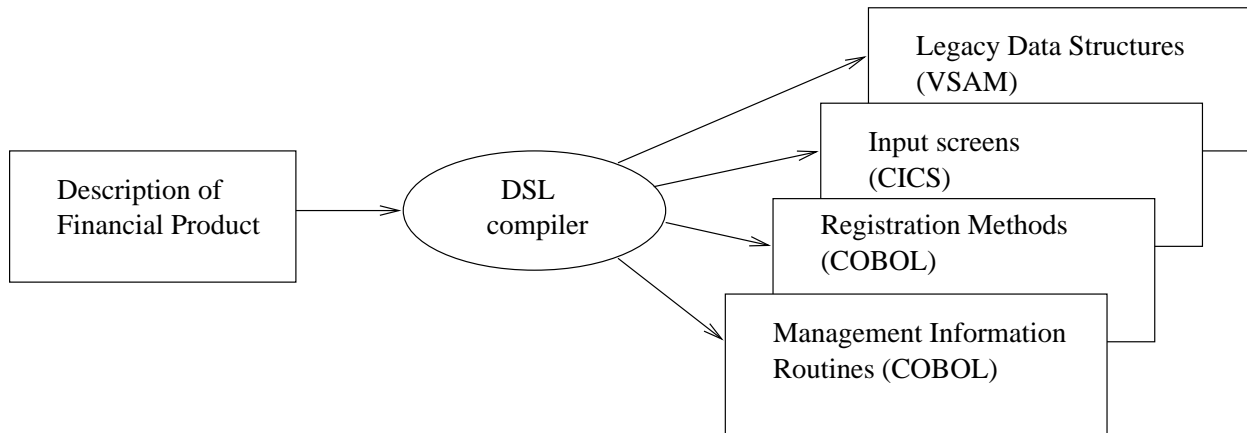 Description of
Financial Product
DSL
compiler
Legacy Data Structures
(VSAM)
Input screens
(CICS)
Registration Methods
(COBOL)
Management Information
Routines (COBOL)